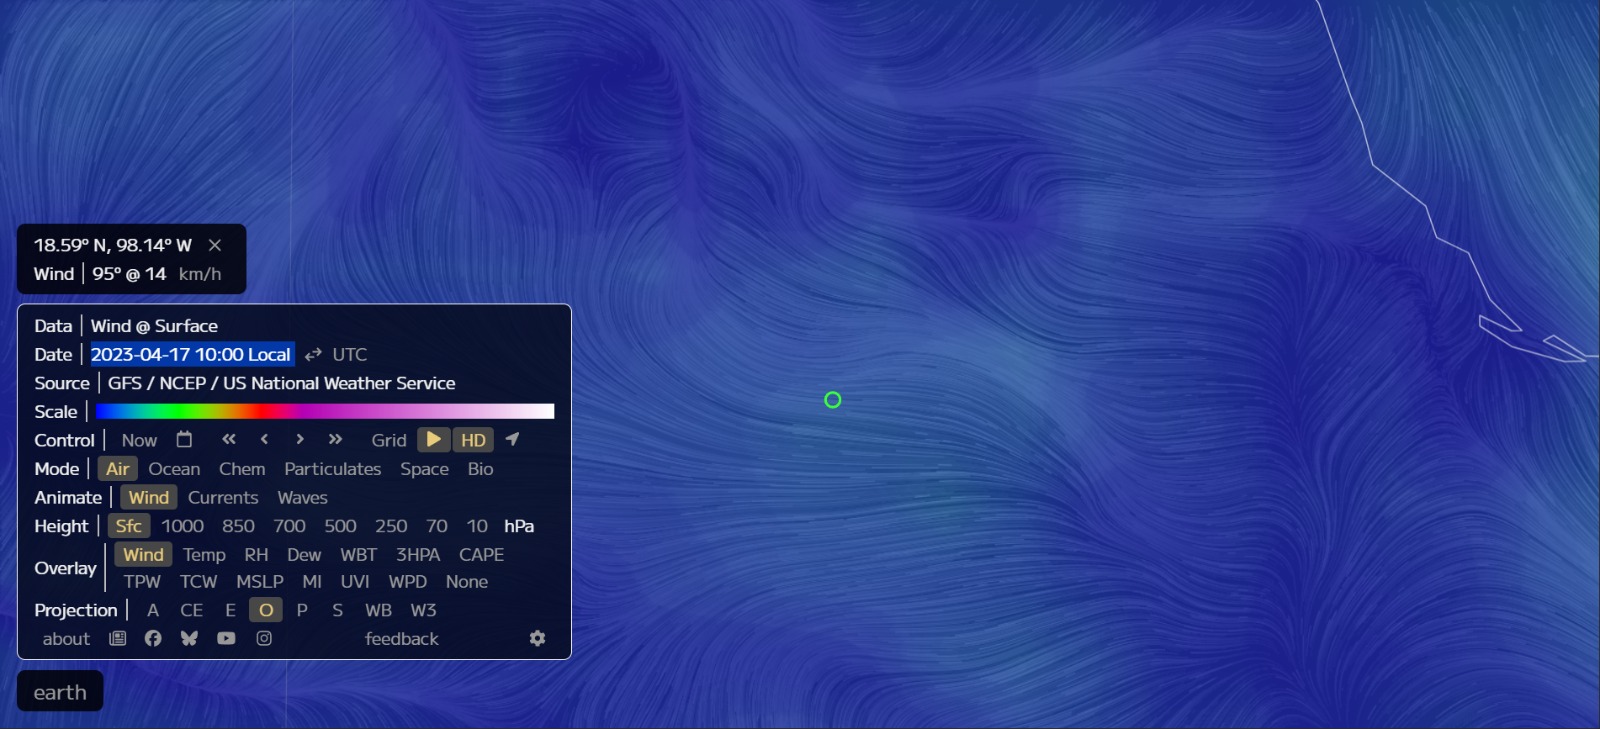 18.59° N, 98.14° W ×
Wind | 95° @ 14 km/h
Data | Wind @ Surface
Date | 2023-04-17 10:00 Local ⇄ UTC
Source | GFS / NCEP / US National Weather Service
Scale |
Control | Now « ‹ › » Grid HD
Mode | Air Ocean Chem Particulates Space Bio
Animate | Wind Currents Waves
Height | Sfc 1000 850 700 500 250 70 10 hPa
Overlay | Wind Temp RH Dew WBT 3HPA CAPE
TPW TCW MSLP MI UVI WPD None
Projection | A CE E O P S WB W3
about feedback
earth